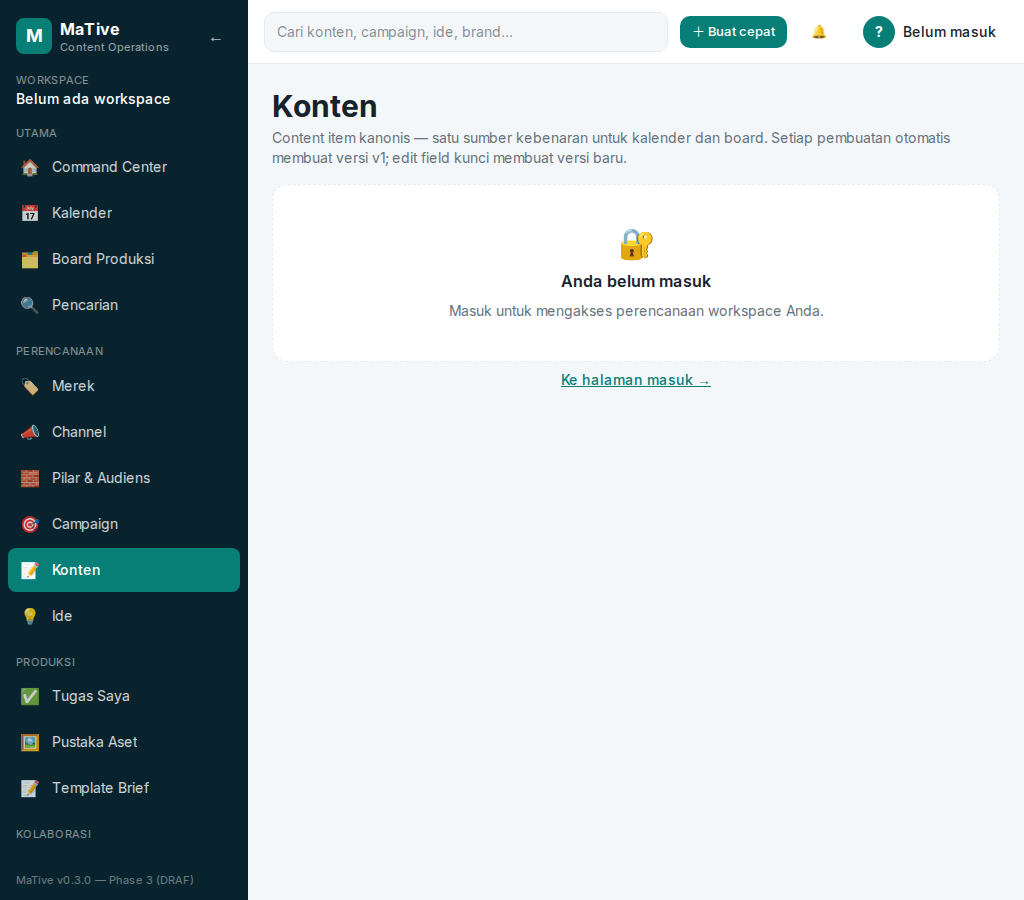 M
MaTive
Content Operations
←
WORKSPACE
Belum ada workspace
UTAMA
Command Center
Kalender
Board Produksi
Pencarian
PERENCANAAN
Merek
Channel
Pilar & Audiens
Campaign
Konten
Ide
PRODUKSI
Tugas Saya
Pustaka Aset
Template Brief
KOLABORASI
MaTive v0.3.0 — Phase 3 (DRAF)
Cari konten, campaign, ide, brand...
＋ Buat cepat
?
Belum masuk
Konten
Content item kanonis — satu sumber kebenaran untuk kalender dan board. Setiap pembuatan otomatis
membuat versi v1; edit field kunci membuat versi baru.
Anda belum masuk
Masuk untuk mengakses perencanaan workspace Anda.
Ke halaman masuk →